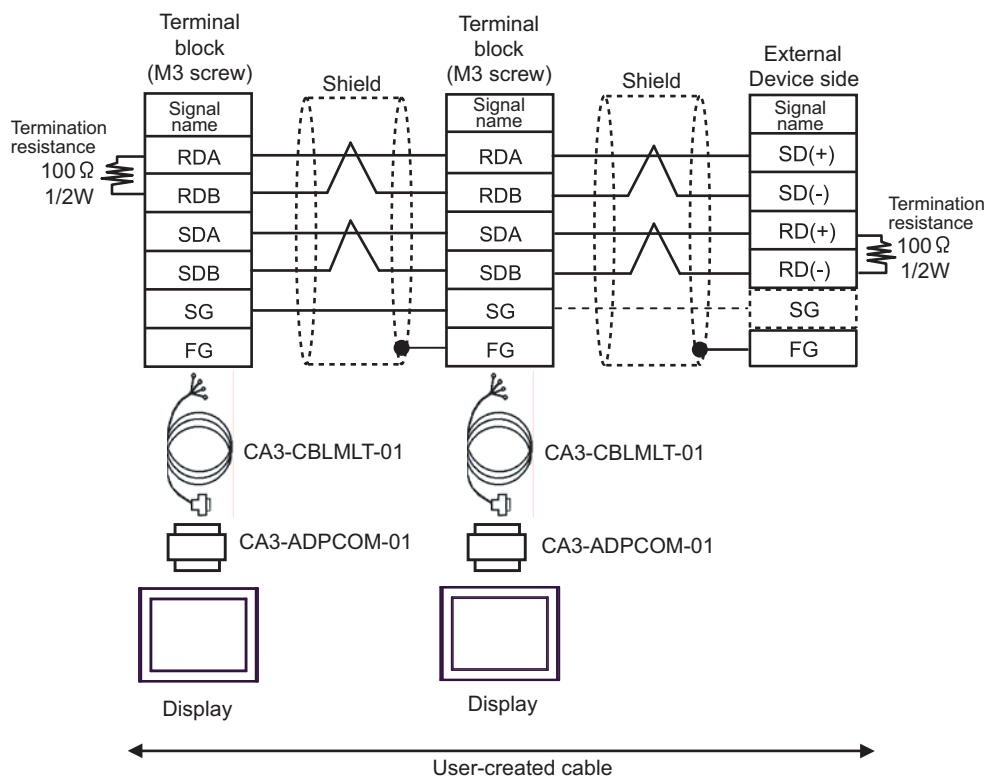 Terminal
block
(M3 screw)
Terminal
block
(M3 screw)
External
Device side
Shield
Shield
Termination
resistance
100 Ω
1/2W
Signal
name
RDA
RDB
SDA
SDB
SG
FG
Signal
name
RDA
RDB
SDA
SDB
SG
FG
Signal
name
SD(+)
SD(-)
RD(+)
RD(-)
SG
FG
Termination
resistance
100 Ω
1/2W
CA3-CBLMLT-01
CA3-CBLMLT-01
CA3-ADPCOM-01
CA3-ADPCOM-01
Display
Display
User-created cable